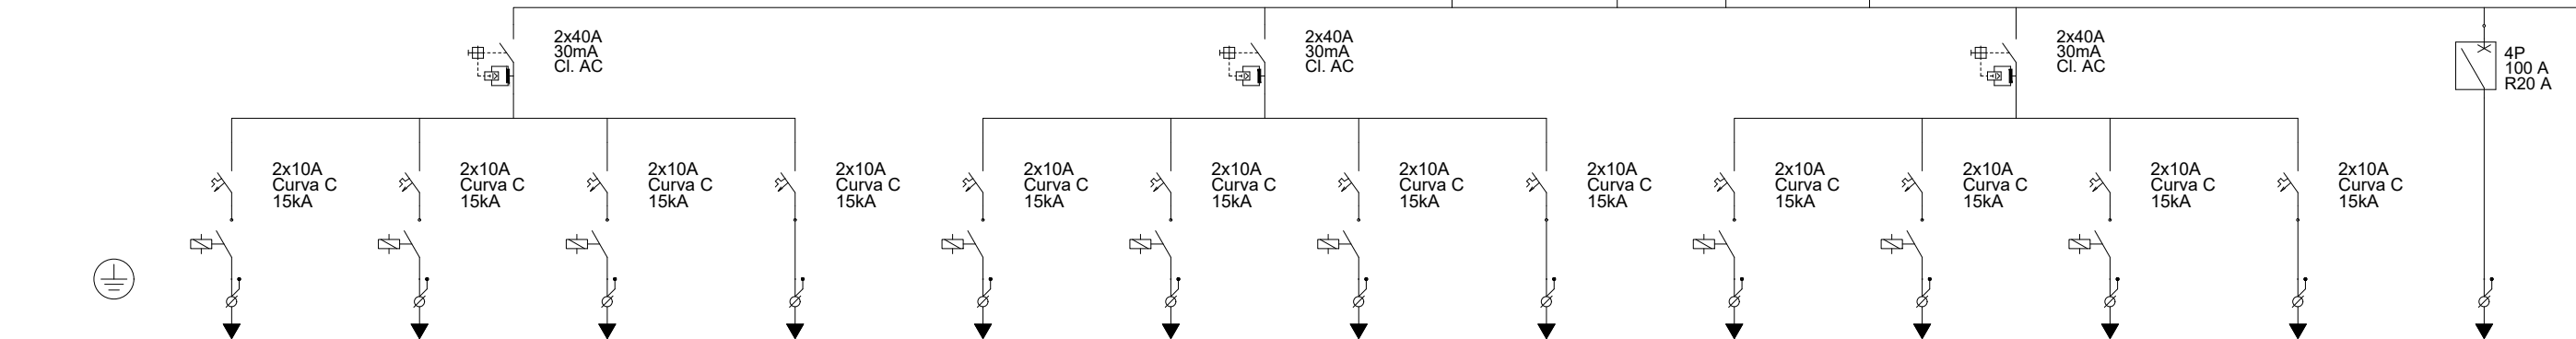 2x40A
30mA
Cl. AC
2x40A
30mA
Cl. AC
2x40A
30mA
Cl. AC
4P
100 A
R20 A
2x10A
Curva C
15kA
2x10A
Curva C
15kA
2x10A
Curva C
15kA
2x10A
Curva C
15kA
2x10A
Curva C
15kA
2x10A
Curva C
15kA
2x10A
Curva C
15kA
2x10A
Curva C
15kA
2x10A
Curva C
15kA
2x10A
Curva C
15kA
2x10A
Curva C
15kA
2x10A
Curva C
15kA